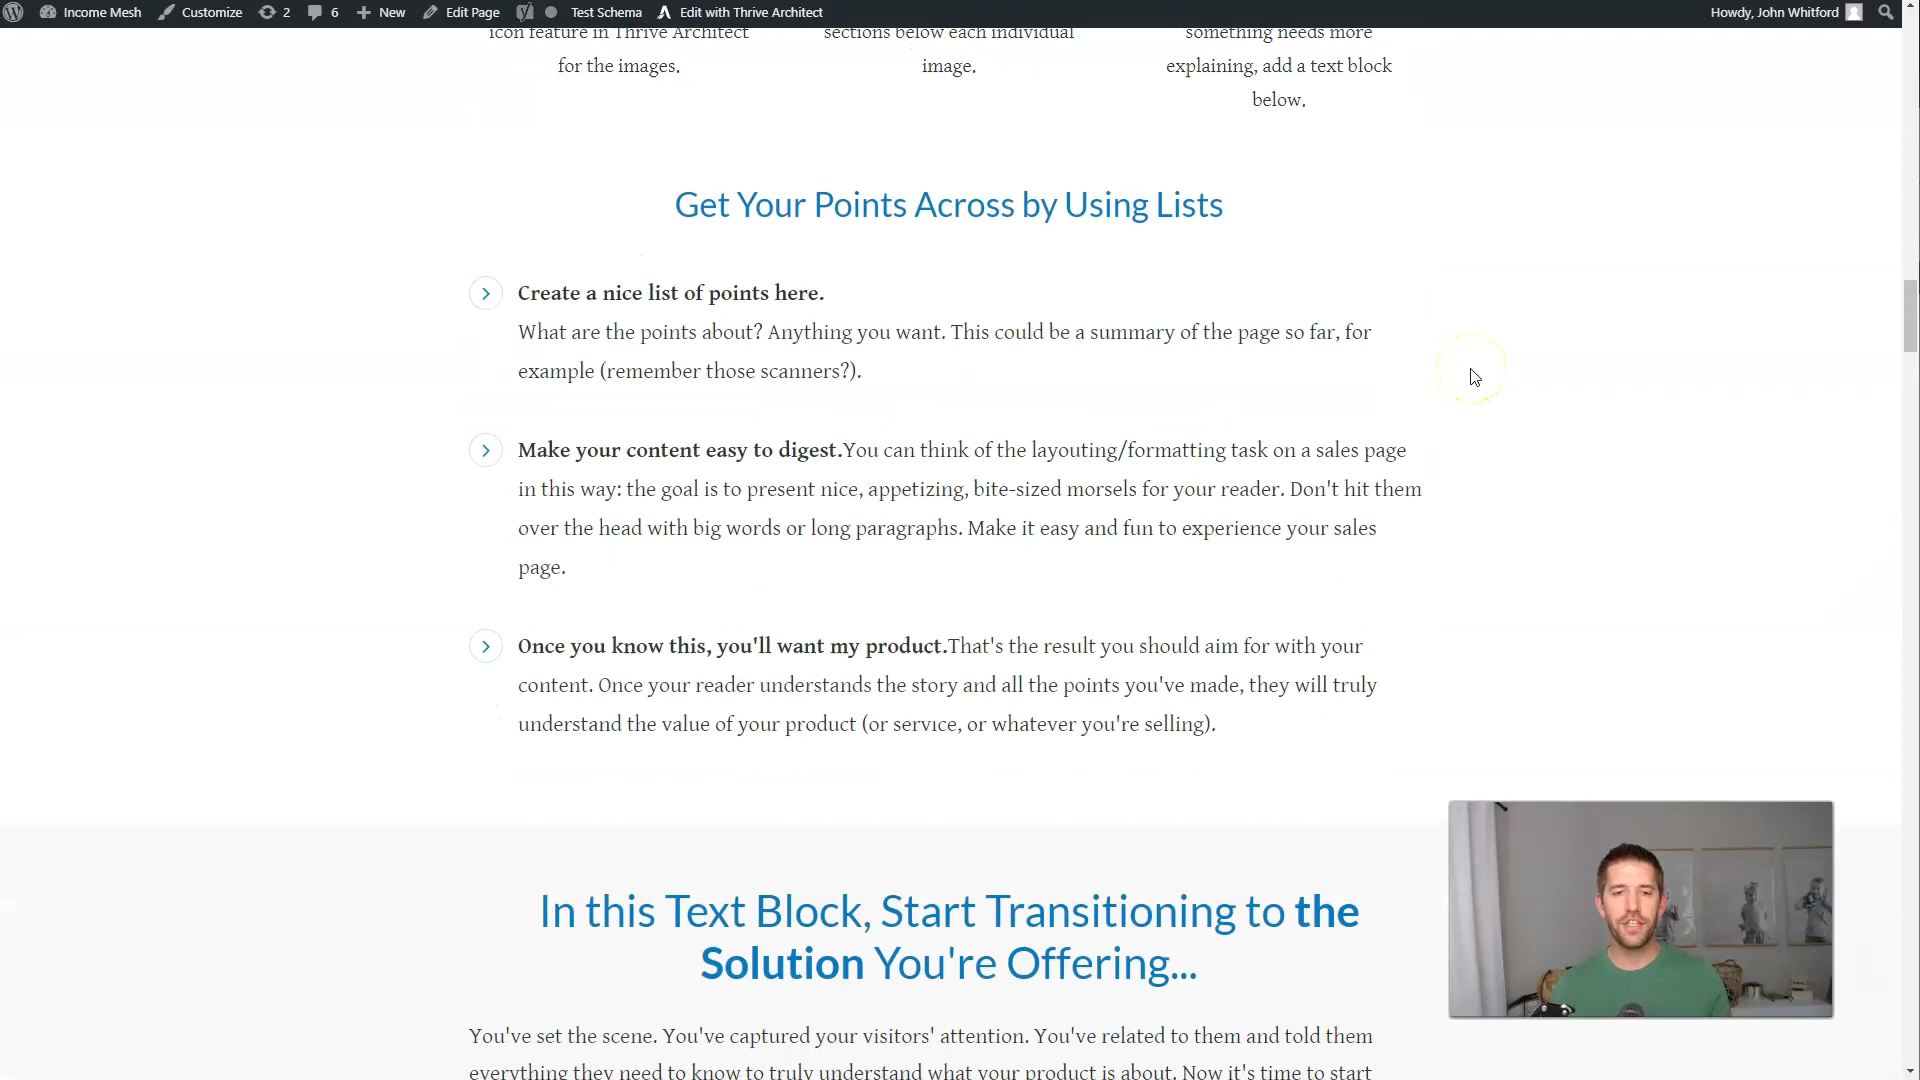 Income Mesh Customize 2 6 New Edit Page Test Schema Edit with Thrive Architect Howdy, John Whitford
icon feature in Thrive Architect
for the images.
sections below each individual
image.
something needs more
explaining, add a text block
below.
Get Your Points Across by Using Lists
Create a nice list of points here.
What are the points about? Anything you want. This could be a summary of the page so far, for
example (remember those scanners?).
Make your content easy to digest.You can think of the layouting/formatting task on a sales page
in this way: the goal is to present nice, appetizing, bite-sized morsels for your reader. Don't hit them
over the head with big words or long paragraphs. Make it easy and fun to experience your sales
page.
Once you know this, you'll want my product.That's the result you should aim for with your
content. Once your reader understands the story and all the points you've made, they will truly
understand the value of your product (or service, or whatever you're selling).
In this Text Block, Start Transitioning to the
Solution You're Offering...
You've set the scene. You've captured your visitors' attention. You've related to them and told them
everything they need to know to truly understand what your product is about. Now it's time to start